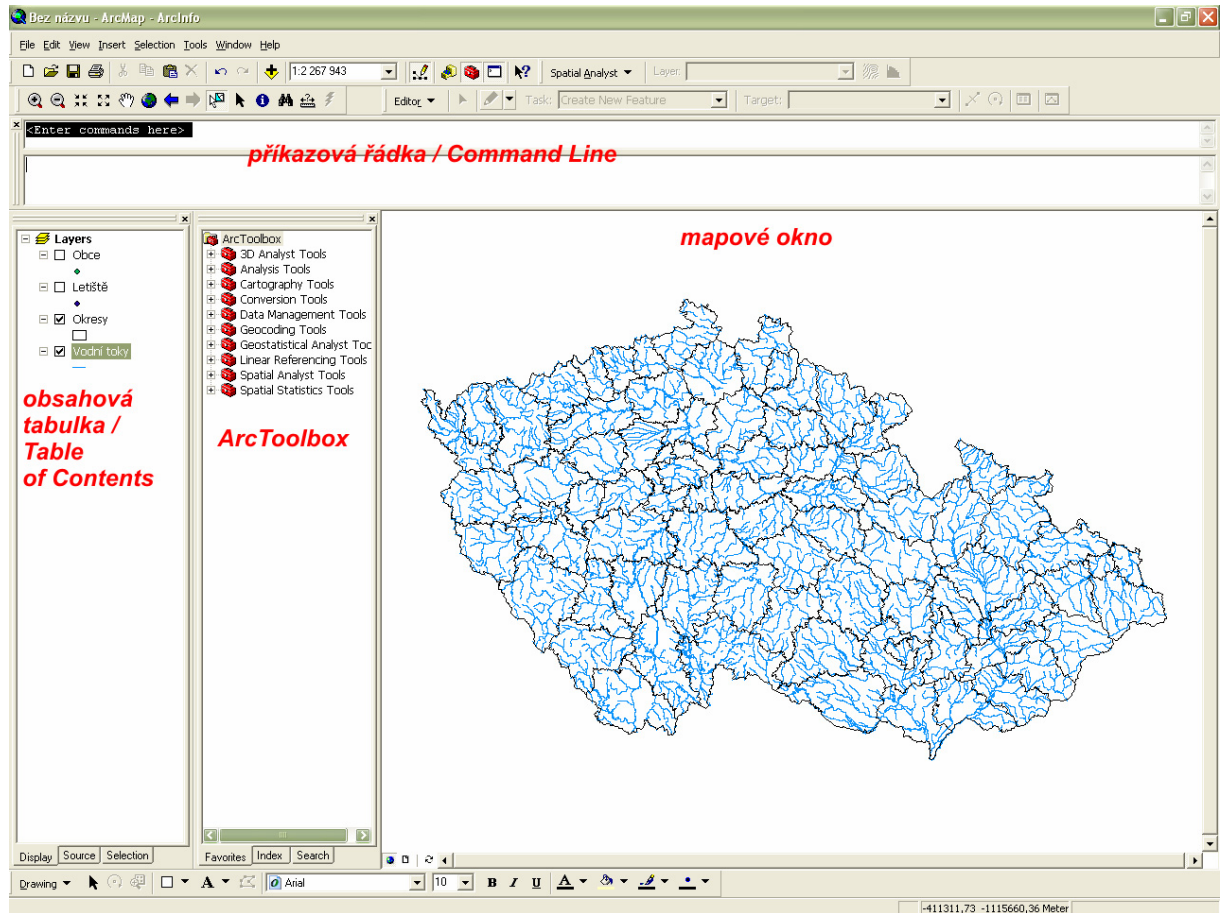 Bez názvu - ArcMap - ArcInfo
File Edit View Insert Selection Tools Window Help
1:2 267 943
Spatial Analyst
Layer:
Editor
Task: Create New Feature
Target:
<Enter commands here>
příkazová řádka / Command Line
Layers
Obce
Letiště
Okresy
Vodní toky
obsahová
tabulka /
Table
of Contents
ArcToolbox
3D Analyst Tools
Analysis Tools
Cartography Tools
Conversion Tools
Data Management Tools
Geocoding Tools
Geostatistical Analyst Toc
Linear Referencing Tools
Spatial Analyst Tools
Spatial Statistics Tools
ArcToolbox
mapové okno
Display Source Selection
Favorites Index Search
Drawing
A
Arial
10
B I U A
-411311,73 -1115660,36 Meter